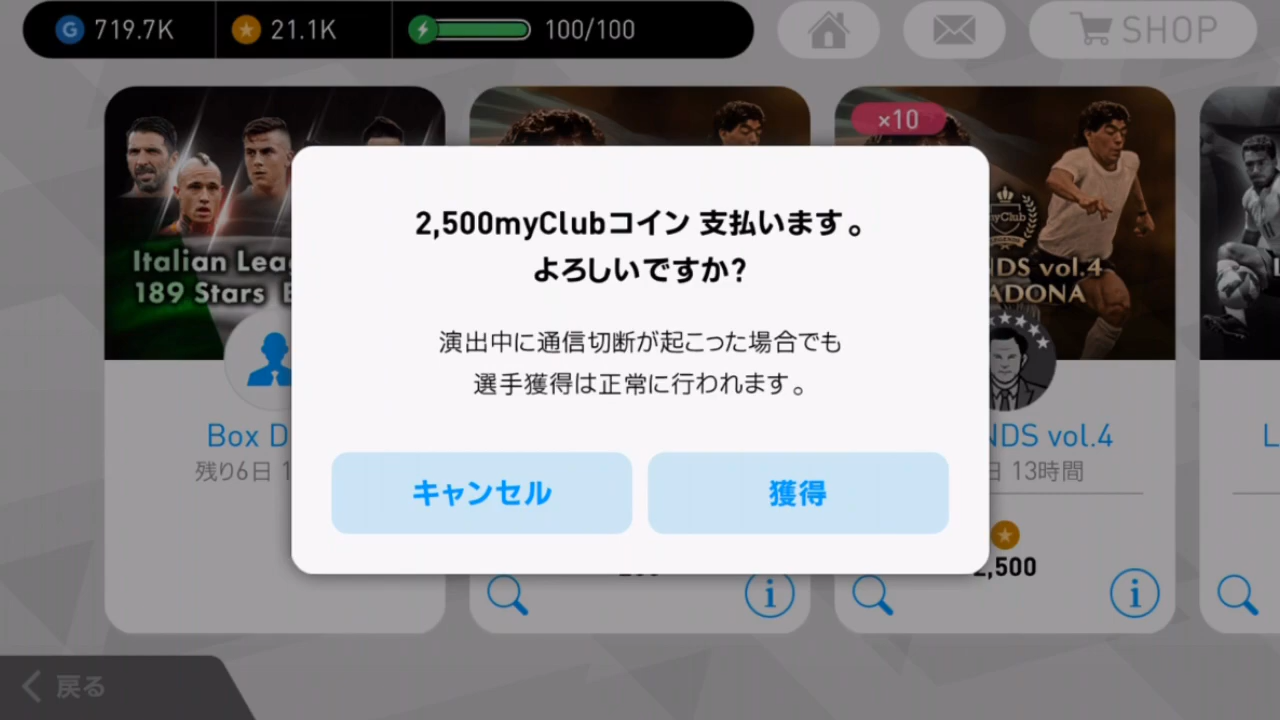 719.7K
21.1K
100/100
SHOP
×10
Italian Lea
189 Stars
myClub
NDS vol.4
ADONA
2,500myClubコイン 支払います。
よろしいですか?
演出中に通信切断が起こった場合でも
選手獲得は正常に行われます。
キャンセル
獲得
Box D
残り6日 1
NDS vol.4
日 13時間
2,500
戻る